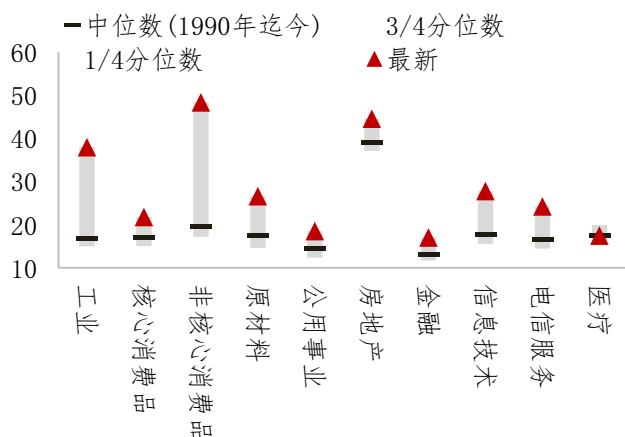 中位数(1990年迄今) 3/4分位数
1/4分位数 最新
60
50
40
30
20
10
工业
核心消费品
非核心消费品
原材料
公用事业
房地产
金融
信息技术
电信服务
医疗